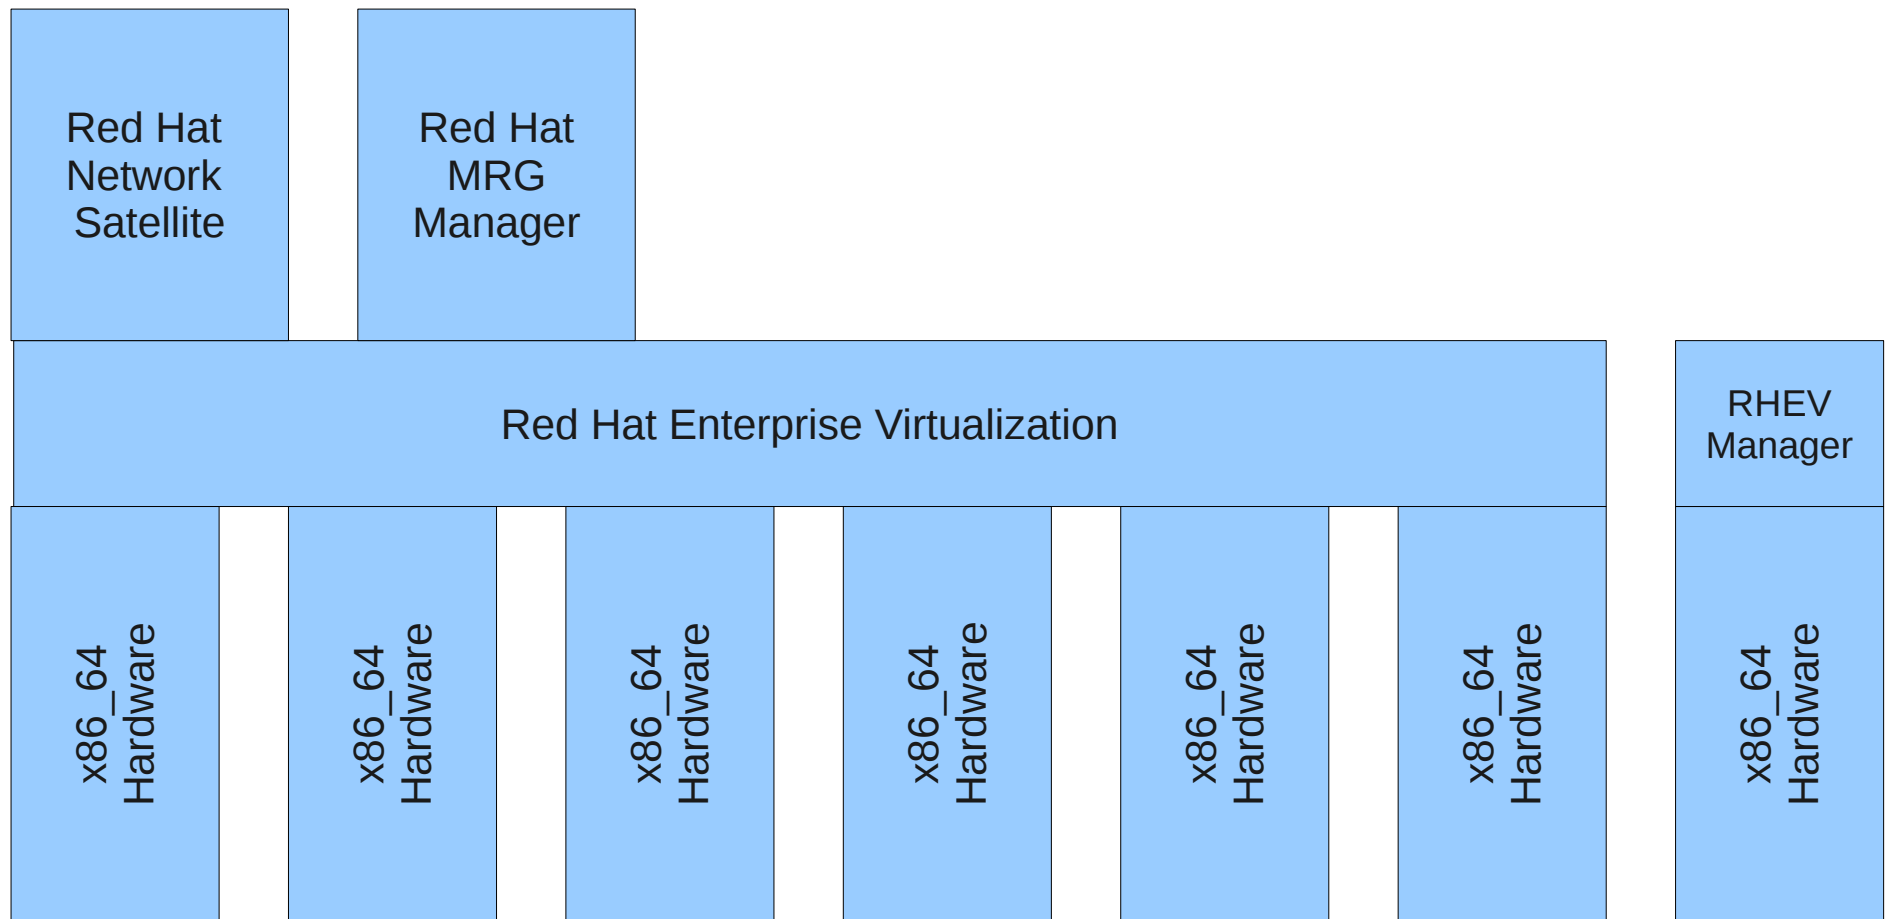 Red Hat
Network
Satellite
Red Hat
MRG
Manager
Red Hat Enterprise Virtualization
RHEV
Manager
x86_64
Hardware
x86_64
Hardware
x86_64
Hardware
x86_64
Hardware
x86_64
Hardware
x86_64
Hardware
x86_64
Hardware